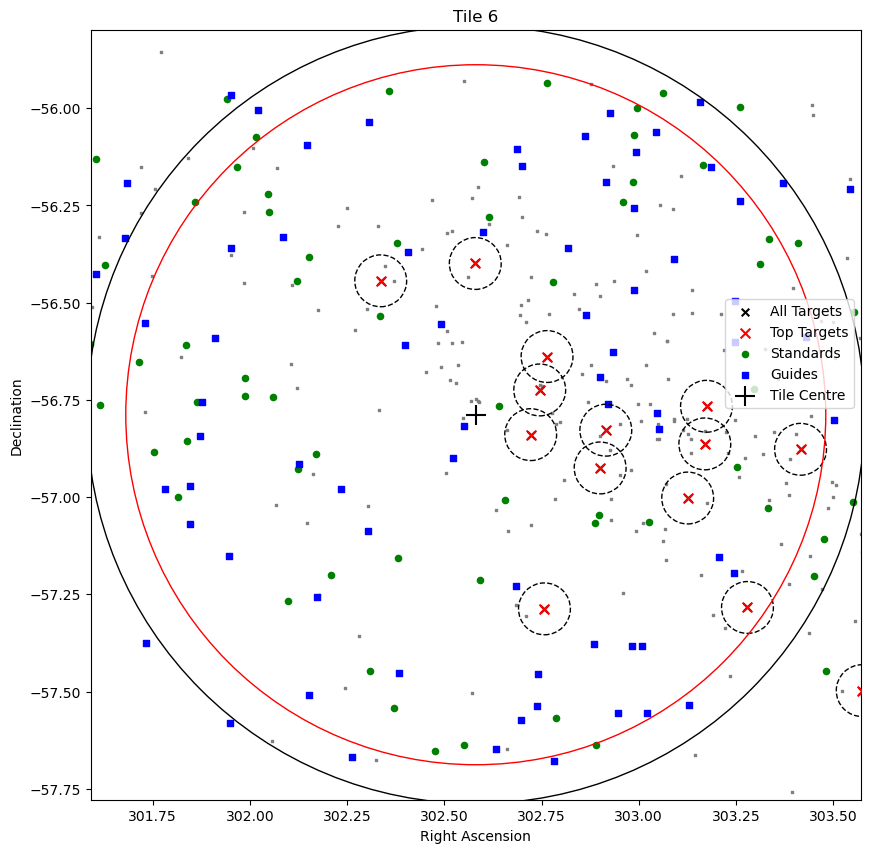 Tile 6
−56.00
−56.25
−56.50
−56.75
−57.00
−57.25
−57.50
−57.75
Declination
All Targets
Top Targets
Standards
Guides
Tile Centre
301.75 302.00 302.25 302.50 302.75 303.00 303.25 303.50
Right Ascension